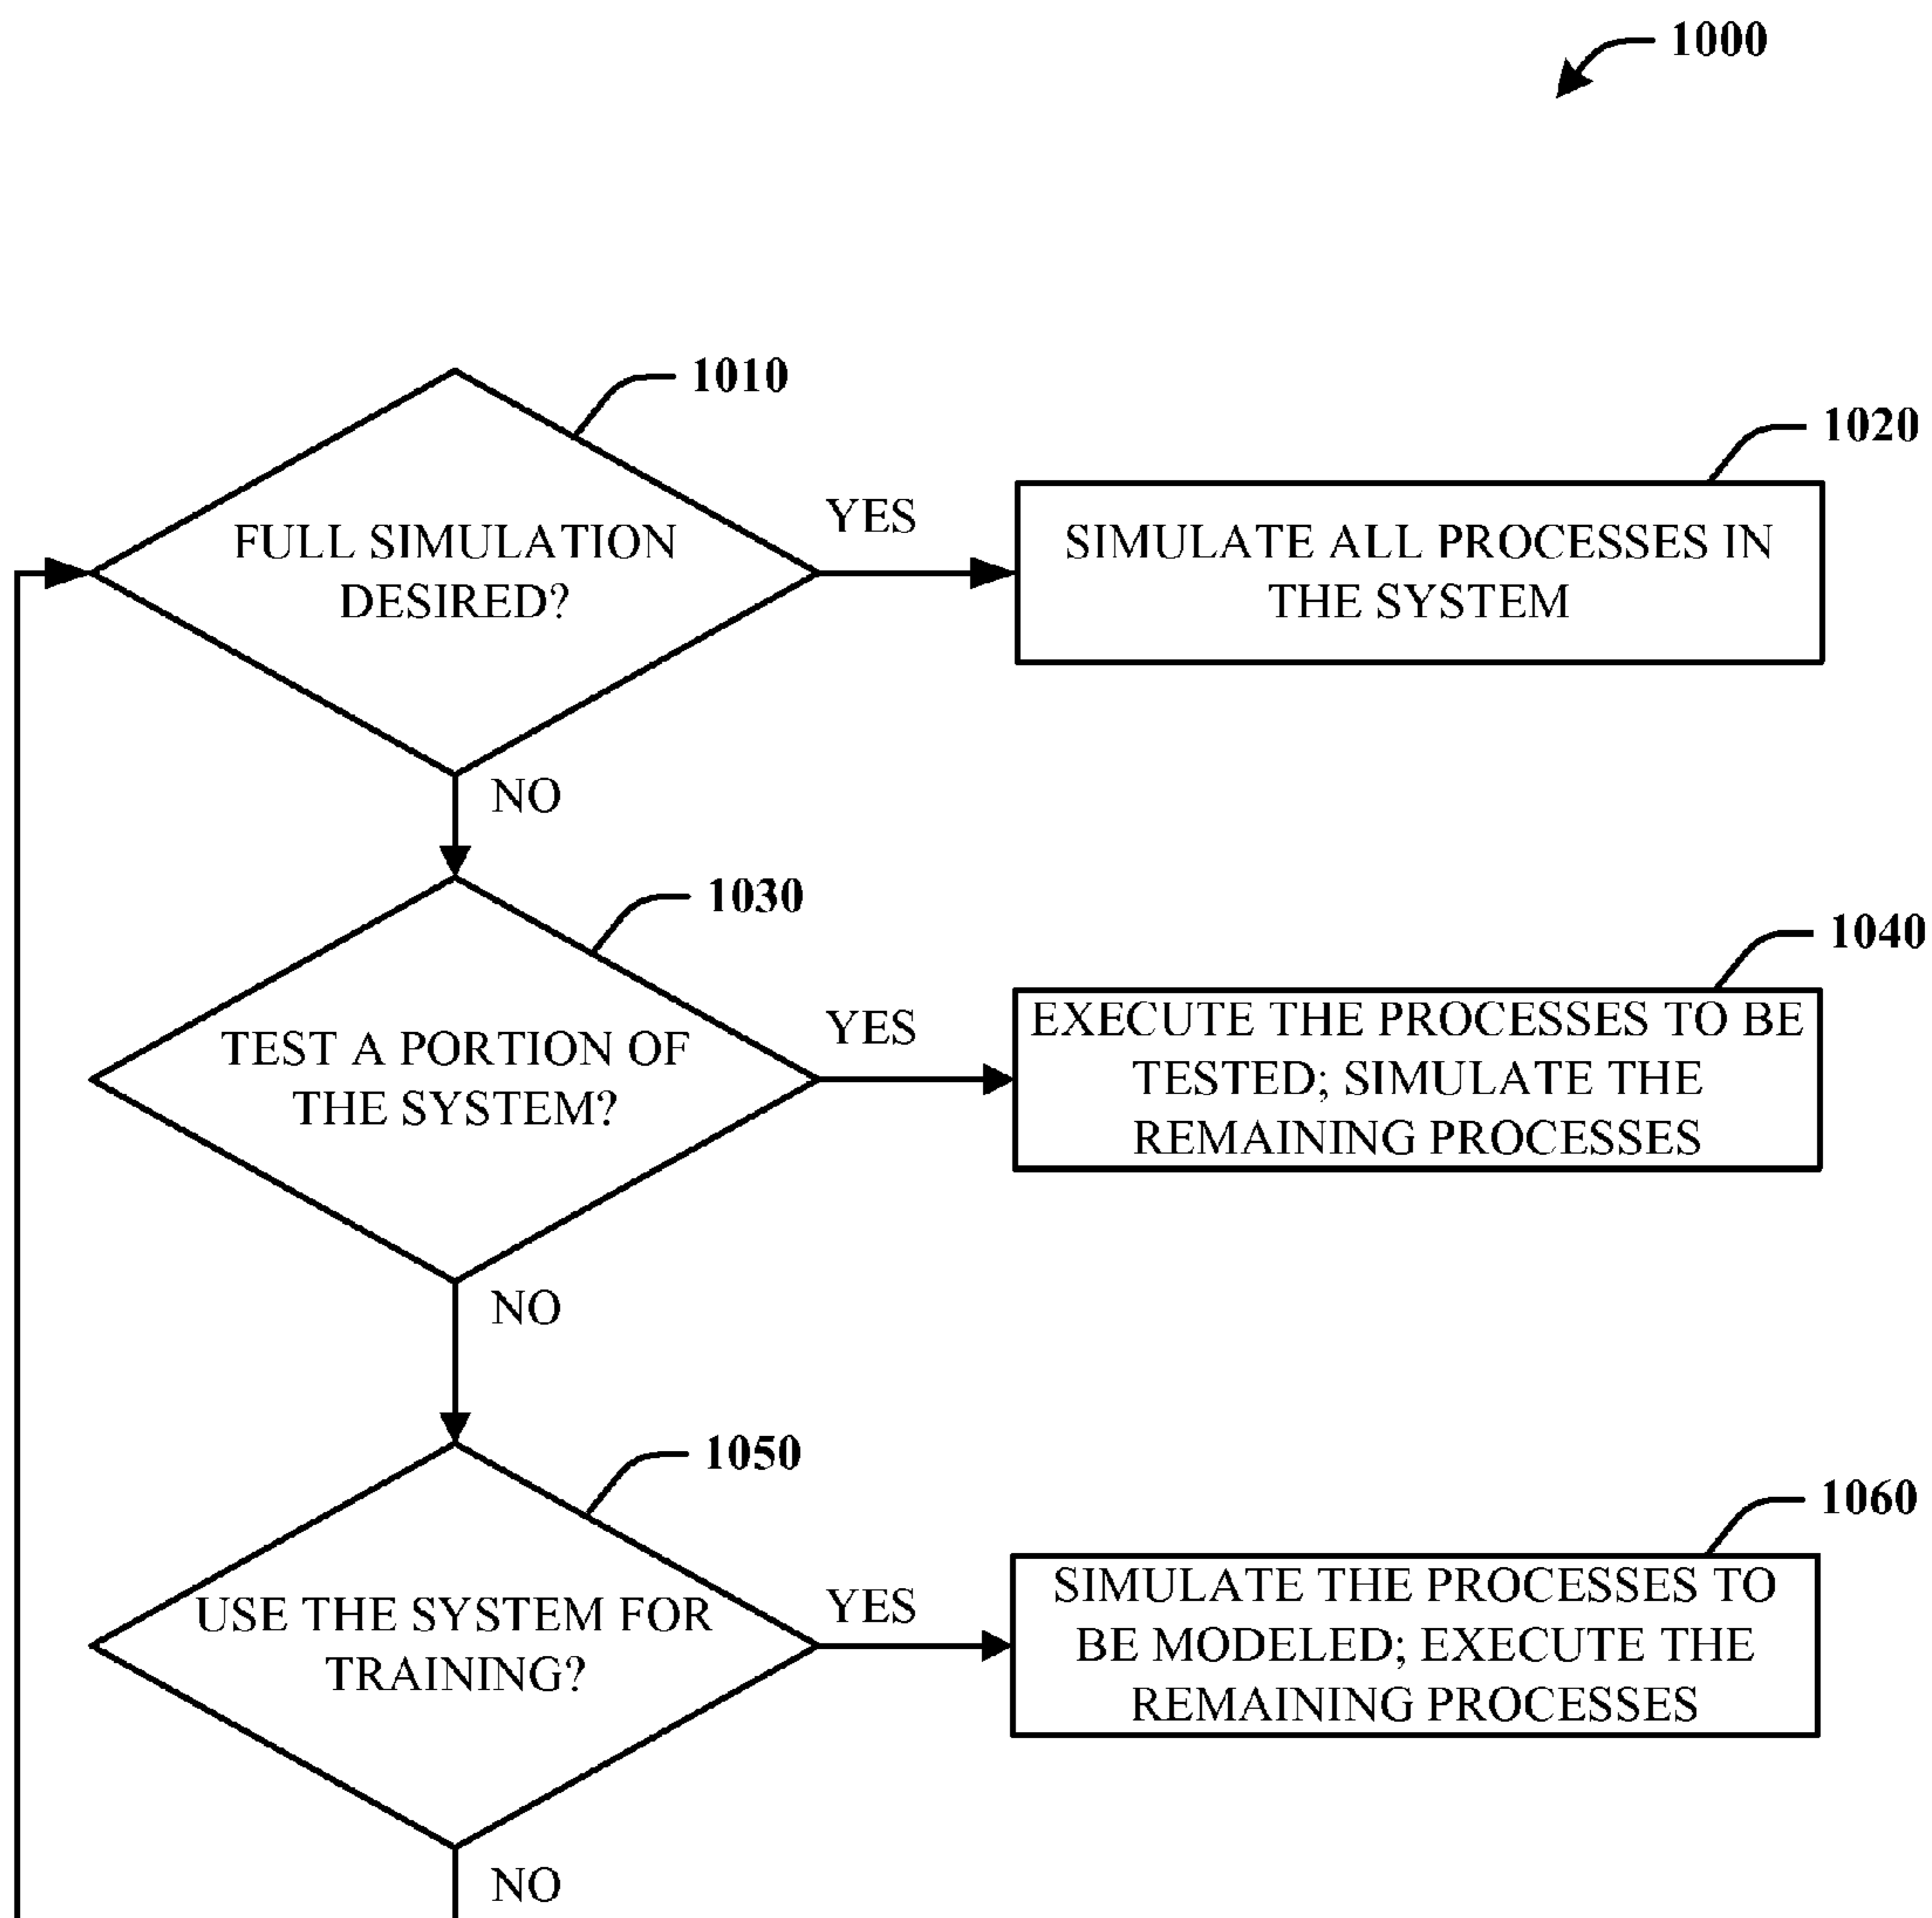 1000
1010
1020
FULL SIMULATION
DESIRED?
YES
SIMULATE ALL PROCESSES IN
THE SYSTEM
NO
1030
1040
TEST A PORTION OF
THE SYSTEM?
YES
EXECUTE THE PROCESSES TO BE
TESTED; SIMULATE THE
REMAINING PROCESSES
NO
1050
1060
USE THE SYSTEM FOR
TRAINING?
YES
SIMULATE THE PROCESSES TO
BE MODELED; EXECUTE THE
REMAINING PROCESSES
NO